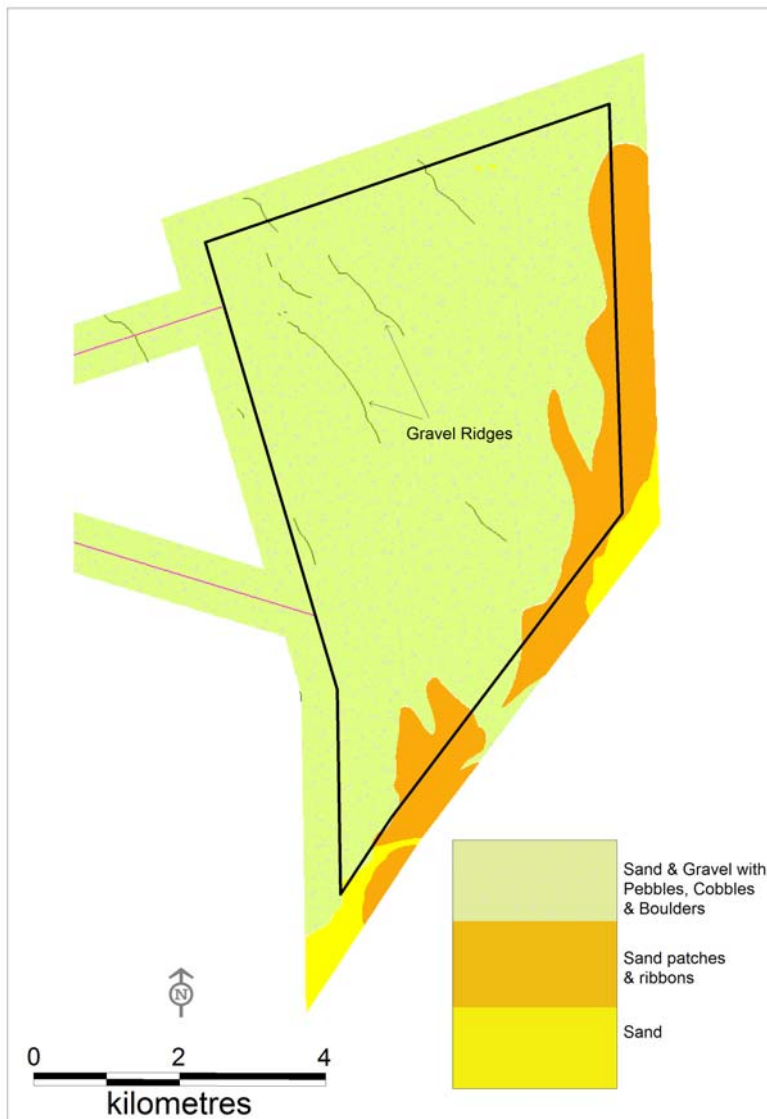 Gravel Ridges
Sand & Gravel with
Pebbles, Cobbles
& Boulders
Sand patches
& ribbons
Sand
N
0 2 4
kilometres